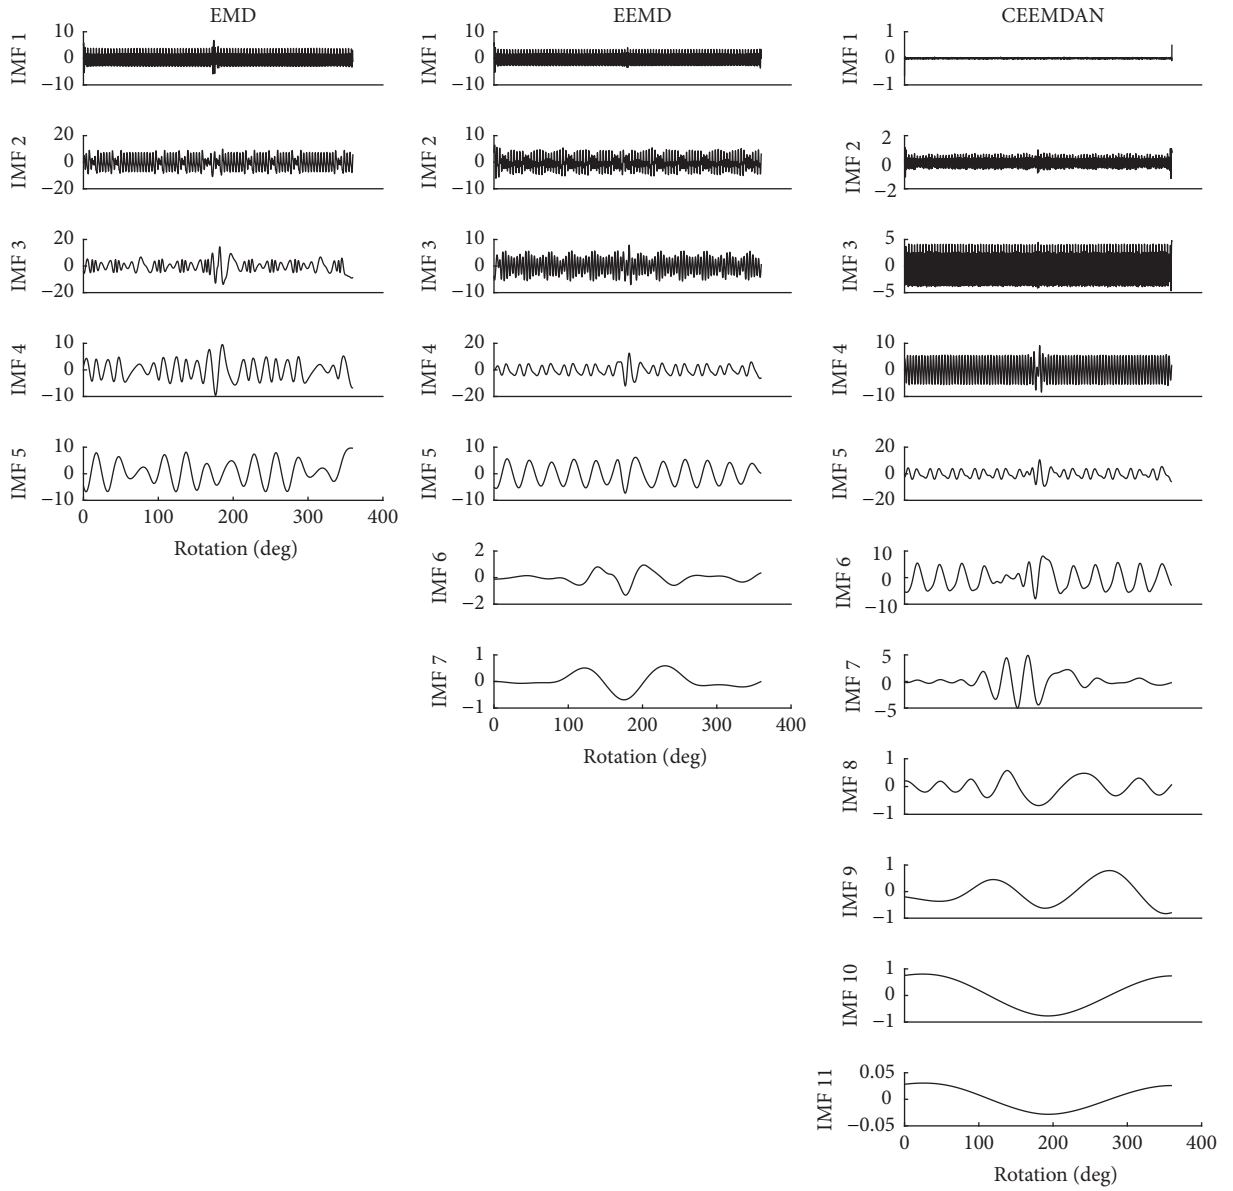 EMD
IMF 1
10
0
−10
IMF 2
20
0
−20
IMF 3
20
0
−20
IMF 4
10
0
−10
IMF 5
10
0
−10
0 100 200 300 400
Rotation (deg)
EEMD
IMF 1
10
0
−10
IMF 2
10
0
−10
IMF 3
10
0
−10
IMF 4
20
0
−20
IMF 5
10
0
−10
IMF 6
2
0
−2
IMF 7
1
0
−1
0 100 200 300 400
Rotation (deg)
CEEMDAN
IMF 1
1
0
−1
IMF 2
2
0
−2
IMF 3
5
0
−5
IMF 4
10
0
−10
IMF 5
20
0
−20
IMF 6
10
0
−10
IMF 7
5
0
−5
IMF 8
1
0
−1
IMF 9
1
0
−1
IMF 10
1
0
−1
IMF 11
0.05
0
−0.05
0 100 200 300 400
Rotation (deg)